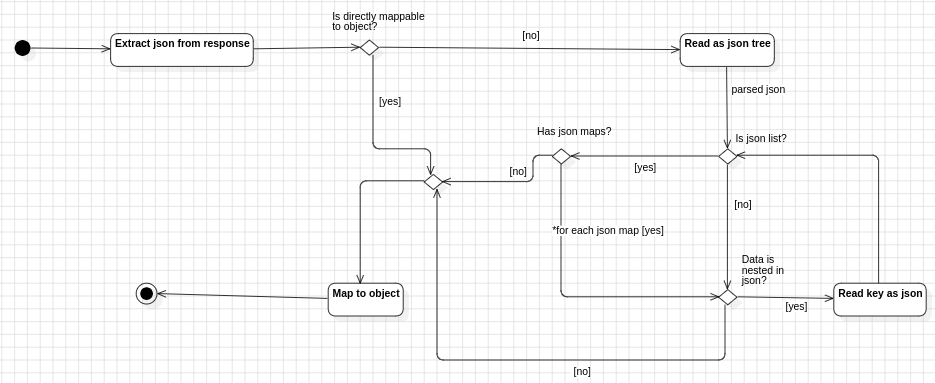 Is directly mappable
to object?
[no]
Extract json from response
Read as json tree
parsed json
[yes]
Has json maps?
Is json list?
[no]
[yes]
[no]
*for each json map [yes]
Data is
nested in
json?
Map to object
Read key as json
[yes]
[no]